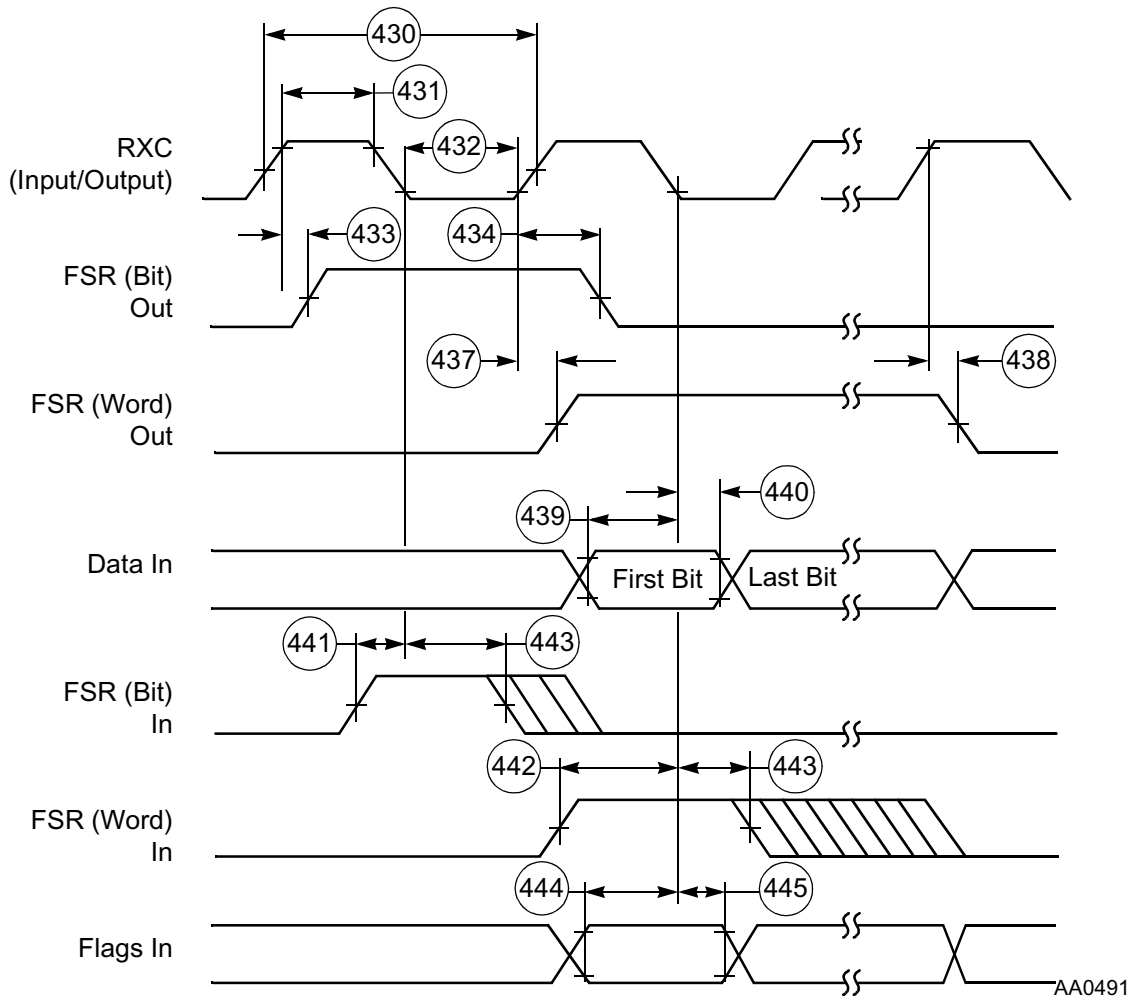 430
431
RXC
(Input/Output)
432
433
434
FSR (Bit)
Out
437
438
FSR (Word)
Out
439
440
Data In
First Bit
Last Bit
441
443
FSR (Bit)
In
442
443
FSR (Word)
In
444
445
Flags In
AA0491